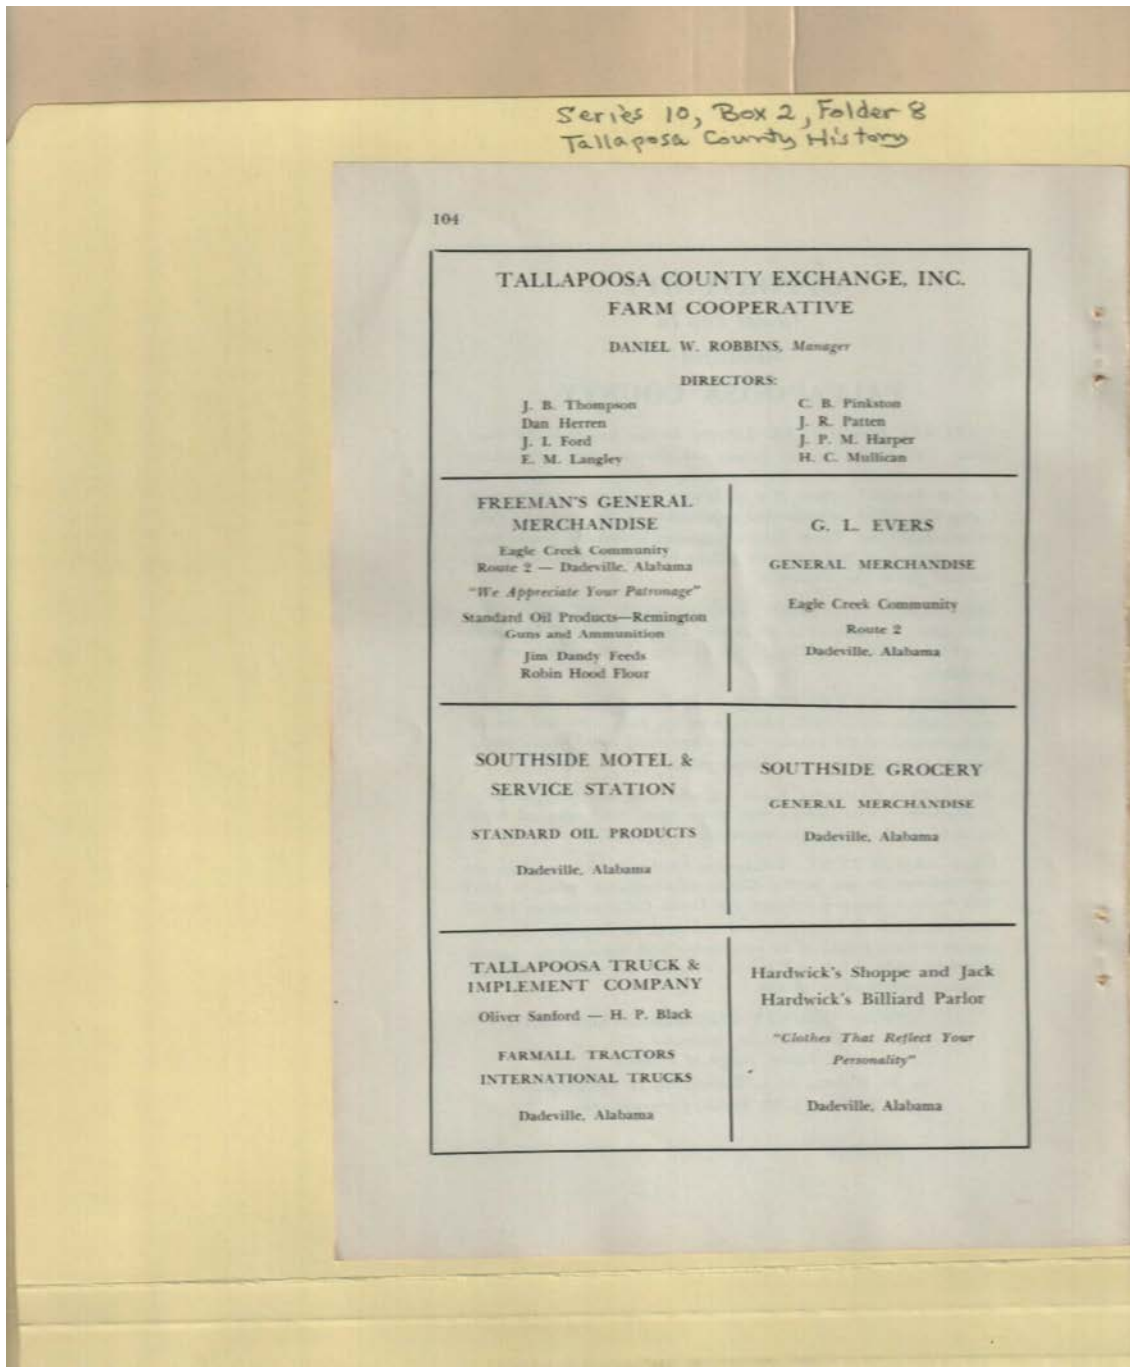 Series 10, Box 2, Folder 8
Tallaposa County History
104
TALLAPOOSA COUNTY EXCHANGE, INC.
FARM COOPERATIVE
DANIEL W. ROBBINS, Manager
DIRECTORS:
J. B. Thompson
Dan Herren
J. I. Ford
E. M. Langley
C. B. Pinkston
J. R. Patten
J. P. M. Harper
H. C. Mullican
FREEMAN'S GENERAL
MERCHANDISE
Eagle Creek Community
Route 2 — Dadeville, Alabama
"We Appreciate Your Patronage"
Standard Oil Products—Remington
Guns and Ammunition
Jim Dandy Feeds
Robin Hood Flour
G. L. EVERS
GENERAL MERCHANDISE
Eagle Creek Community
Route 2
Dadeville, Alabama
SOUTHSIDE MOTEL &
SERVICE STATION
STANDARD OIL PRODUCTS
Dadeville, Alabama
SOUTHSIDE GROCERY
GENERAL MERCHANDISE
Dadeville, Alabama
TALLAPOOSA TRUCK &
IMPLEMENT COMPANY
Oliver Sanford — H. P. Black
FARMALL TRACTORS
INTERNATIONAL TRUCKS
Dadeville, Alabama
Hardwick's Shoppe and Jack
Hardwick's Billiard Parlor
"Clothes That Reflect Your
Personality"
Dadeville, Alabama